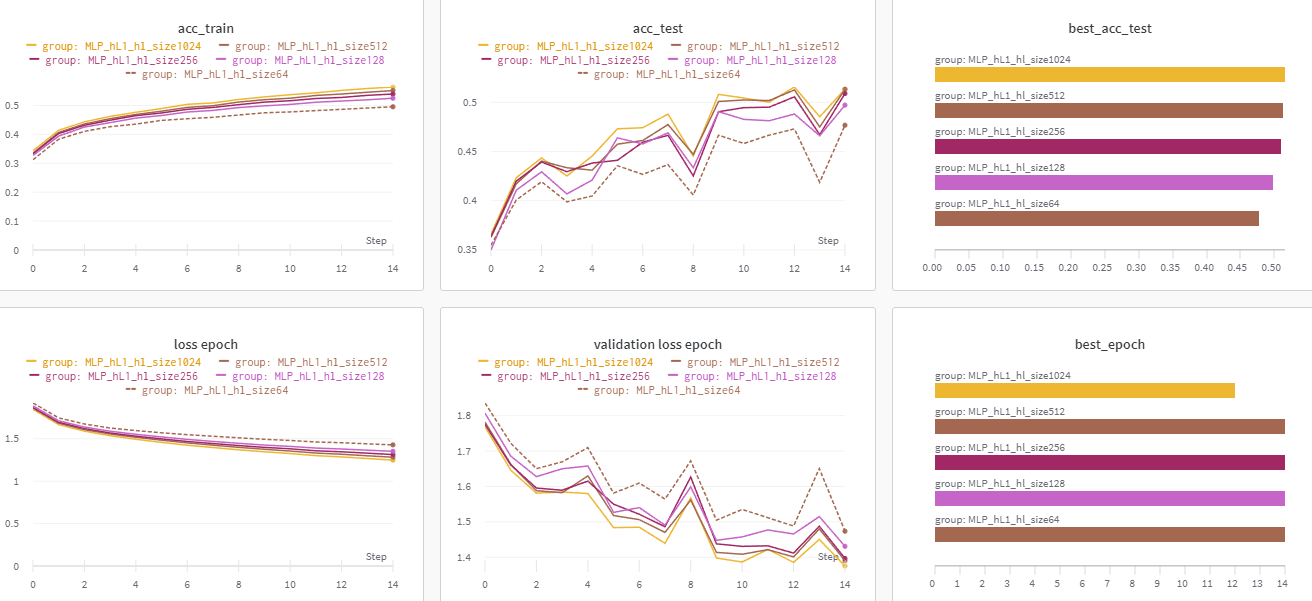 acc_train
group: MLP_hL1_hl_size1024 group: MLP_hL1_hl_size512
group: MLP_hL1_hl_size256 group: MLP_hL1_hl_size128
group: MLP_hL1_hl_size64
0.5
0.4
0.3
0.2
0.1
0
Step
0 2 4 6 8 10 12 14
acc_test
group: MLP_hL1_hl_size1024 group: MLP_hL1_hl_size512
group: MLP_hL1_hl_size256 group: MLP_hL1_hl_size128
group: MLP_hL1_hl_size64
0.5
0.45
0.4
0.35
Step
0 2 4 6 8 10 12 14
best_acc_test
group: MLP_hL1_hl_size1024
group: MLP_hL1_hl_size512
group: MLP_hL1_hl_size256
group: MLP_hL1_hl_size128
group: MLP_hL1_hl_size64
0.00 0.05 0.10 0.15 0.20 0.25 0.30 0.35 0.40 0.45 0.50
loss epoch
group: MLP_hL1_hl_size1024 group: MLP_hL1_hl_size512
group: MLP_hL1_hl_size256 group: MLP_hL1_hl_size128
group: MLP_hL1_hl_size64
1.5
1
0.5
0
Step
0 2 4 6 8 10 12 14
validation loss epoch
group: MLP_hL1_hl_size1024 group: MLP_hL1_hl_size512
group: MLP_hL1_hl_size256 group: MLP_hL1_hl_size128
group: MLP_hL1_hl_size64
1.8
1.7
1.6
1.5
1.4
Step
0 2 4 6 8 10 12 14
best_epoch
group: MLP_hL1_hl_size1024
group: MLP_hL1_hl_size512
group: MLP_hL1_hl_size256
group: MLP_hL1_hl_size128
group: MLP_hL1_hl_size64
0 1 2 3 4 5 6 7 8 9 10 11 12 13 14